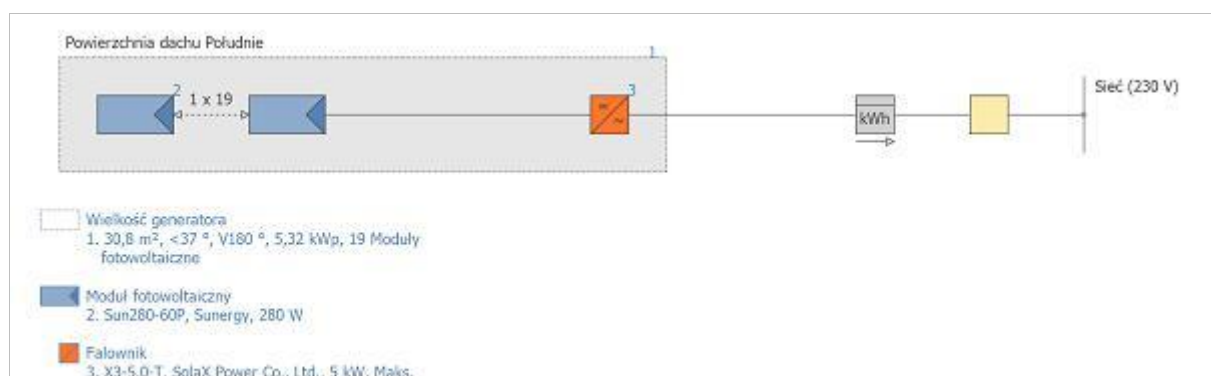 Powierzchnia dachu Południe
1
2
1 x 19
3
kWh
Sieć (230 V)
Wielkość generatora
1. 30,8 m², <37 °, V180 °, 5,32 kWp, 19 Moduły
fotowoltaiczne
Moduł fotowoltaiczny
2. Sun280-60P, Sunergy, 280 W
Falownik
3. X3-5.0-T, SolaX Power Co., Ltd., 5 kW, Maks.